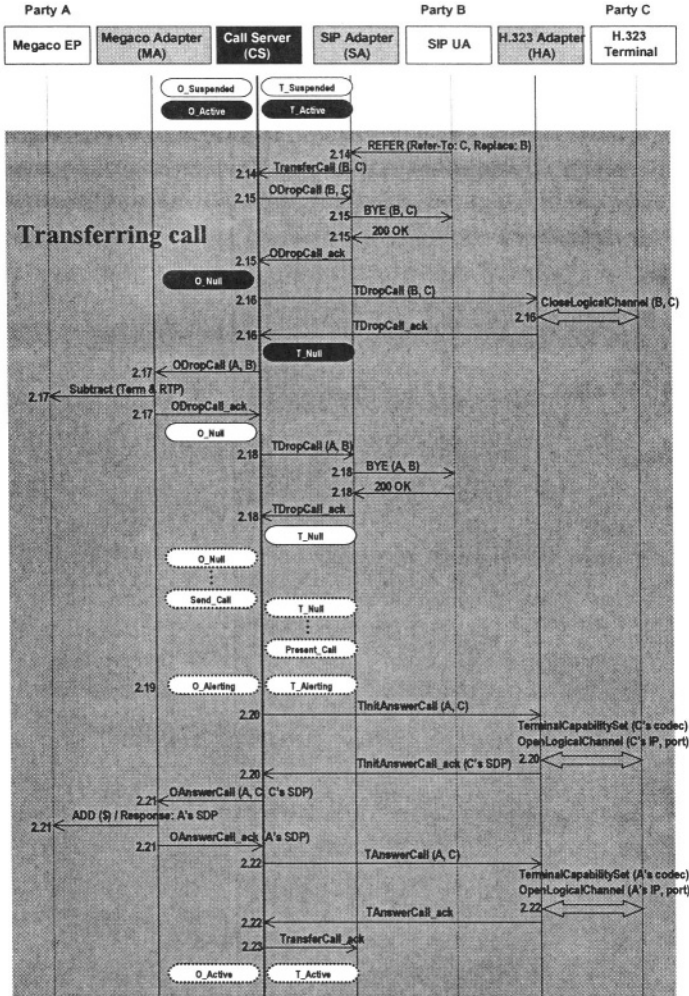 Party A Party B Party C
Megaco EP Megaco Adapter (MA) Call Server (CS) SIP Adapter (SA) SIP UA H.323 Adapter (HA) H.323 Terminal
O_Suspended T_Suspended
O_Active T_Active
2.14 REFER (Refer-To: C, Replace: B)
2.14 TransferCall (B, C)
2.15 ODropCall (B, C)
2.15 BYE (B, C)
Transferring call
2.15 200 OK
2.15 ODropCall_ack
O_Null
2.16 TDropCall (B, C)
2.16 CloseLogicalChannel (B, C)
2.16 TDropCall_ack
T_Null
2.17 ODropCall (A, B)
2.17 Subtract (Term & RTP)
2.17 ODropCall_ack
O_Null
2.18 TDropCall (A, B)
2.18 BYE (A, B)
2.18 200 OK
2.18 TDropCall_ack
T_Null
O_Null
Send_Call T_Null
Present_Call
2.19 O_Alerting T_Alerting
2.20 TInitAnswerCall (A, C)
TerminalCapabilitySet (C's codec)
OpenLogicalChannel (C's IP, port)
2.20
2.20 TInitAnswerCall_ack (C's SDP)
2.21 OAnswerCall (A, C, C's SDP)
2.21 ADD ($) / Response: A's SDP
2.21 OAnswerCall_ack (A's SDP)
2.22 TAnswerCall (A, C)
TerminalCapabilitySet (A's codec)
OpenLogicalChannel (A's IP, port)
2.22
2.22 TAnswerCall_ack
2.23 TransferCall_ack
O_Active T_Active